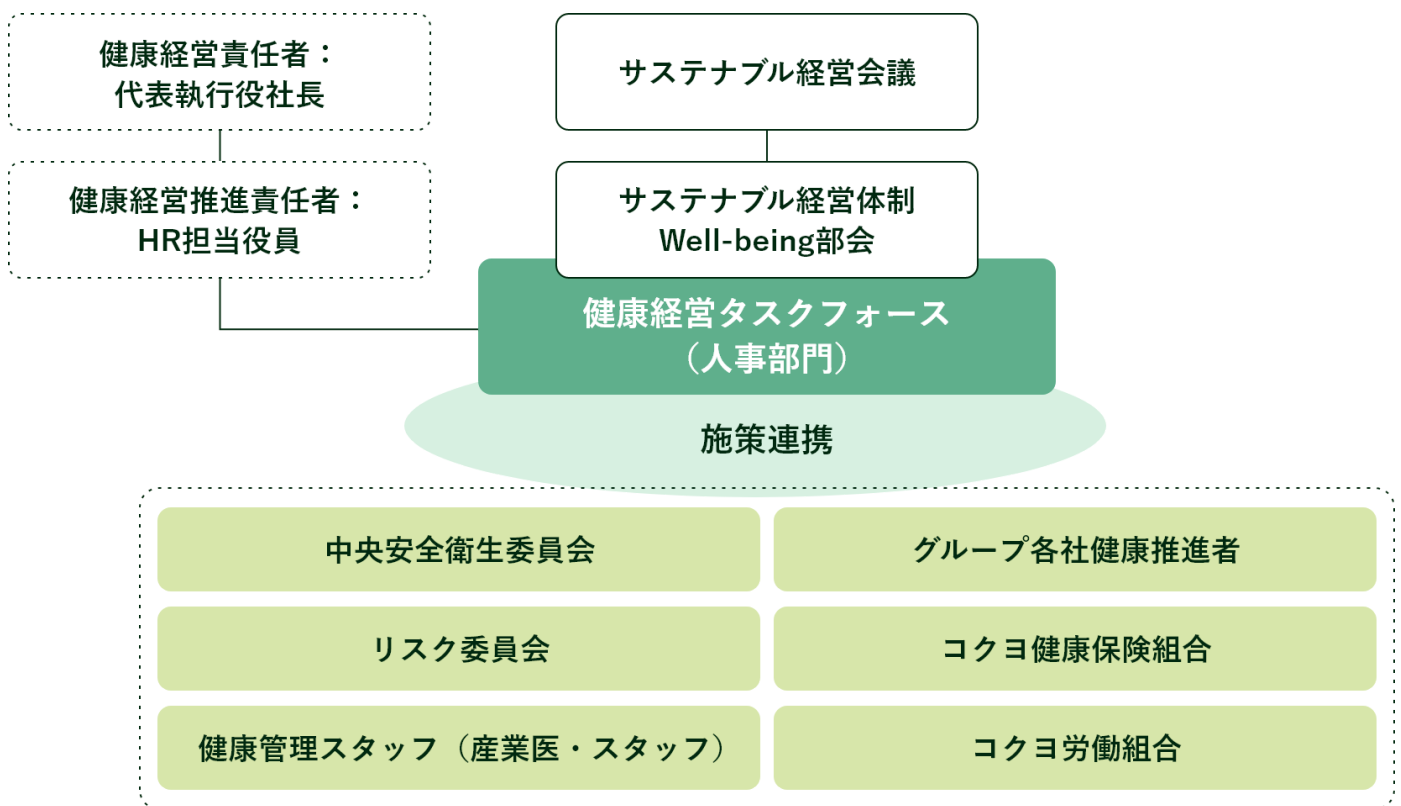 健康経営責任者：
代表執行役社長
サステナブル経営会議
健康経営推進責任者：
HR担当役員
サステナブル経営体制
Well-being部会
健康経営タスクフォース
（人事部門）
施策連携
中央安全衛生委員会
グループ各社健康推進者
リスク委員会
コクヨ健康保険組合
健康管理スタッフ（産業医・スタッフ）
コクヨ労働組合